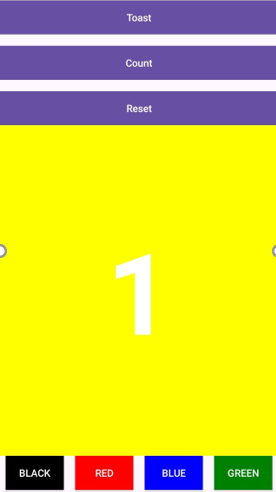 Toast
Count
Reset
1
BLACK RED BLUE GREEN